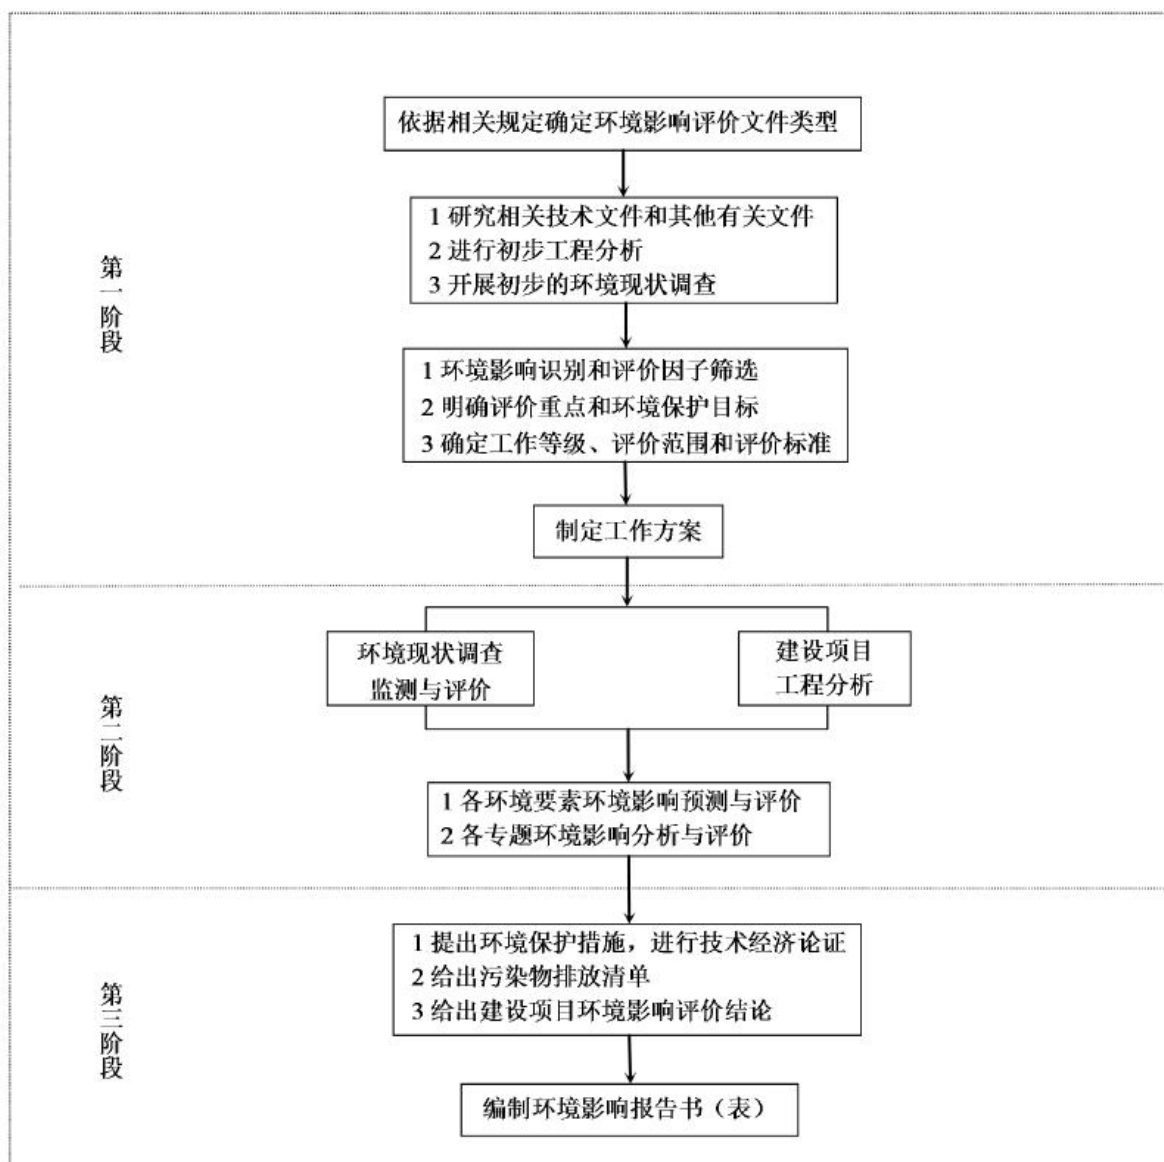 依据相关规定确定环境影响评价文件类型
1 研究相关技术文件和其他有关文件
2 进行初步工程分析
3 开展初步的环境现状调查
第一阶段
1 环境影响识别和评价因子筛选
2 明确评价重点和环境保护目标
3 确定工作等级、评价范围和评价标准
制定工作方案
环境现状调查
监测与评价
建设项目
工程分析
第二阶段
1 各环境要素环境影响预测与评价
2 各专题环境影响分析与评价
1 提出环境保护措施，进行技术经济论证
2 给出污染物排放清单
3 给出建设项目环境影响评价结论
第三阶段
编制环境影响报告书（表）